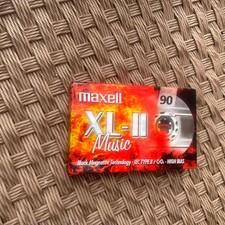 maxell
90
XL-II
Music
Black Magnetite Technology · IEC TYPE II / CrO₂ · HIGH BIAS